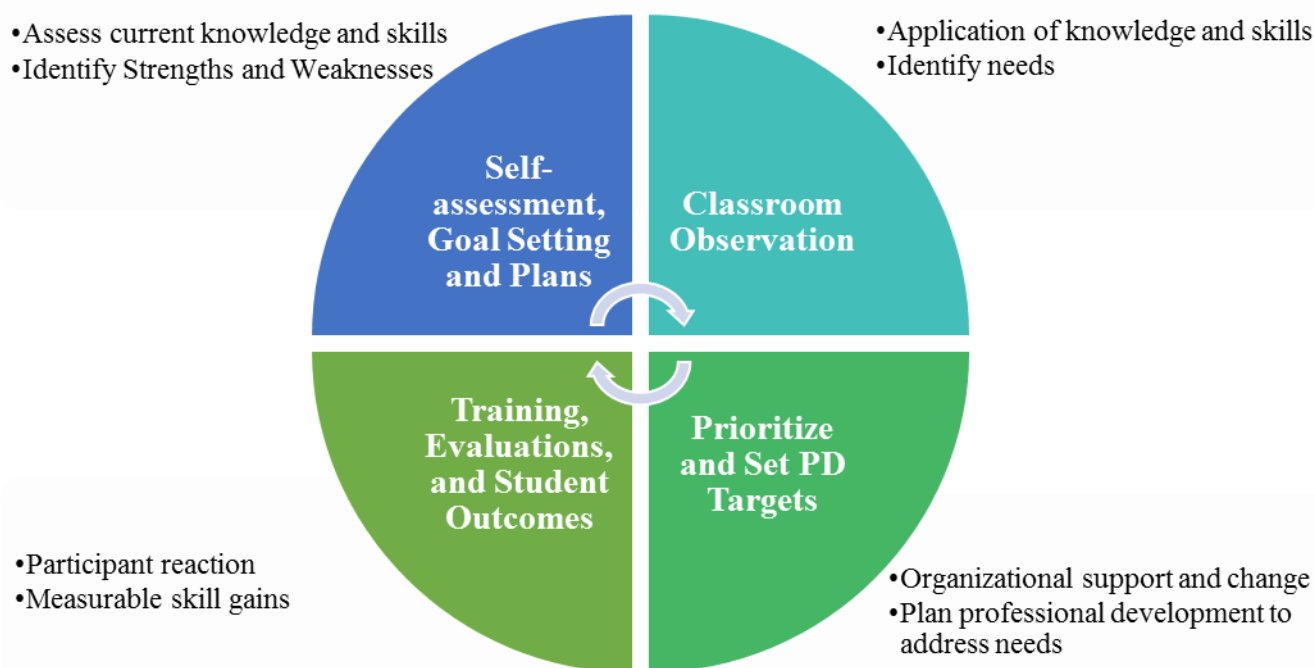 •Assess current knowledge and skills
•Identify Strengths and Weaknesses
Self-
assessment,
Goal Setting
and Plans
•Application of knowledge and skills
•Identify needs
Classroom
Observation
Training,
Evaluations,
and Student
Outcomes
•Participant reaction
•Measurable skill gains
Prioritize
and Set PD
Targets
•Organizational support and change
•Plan professional development to
address needs